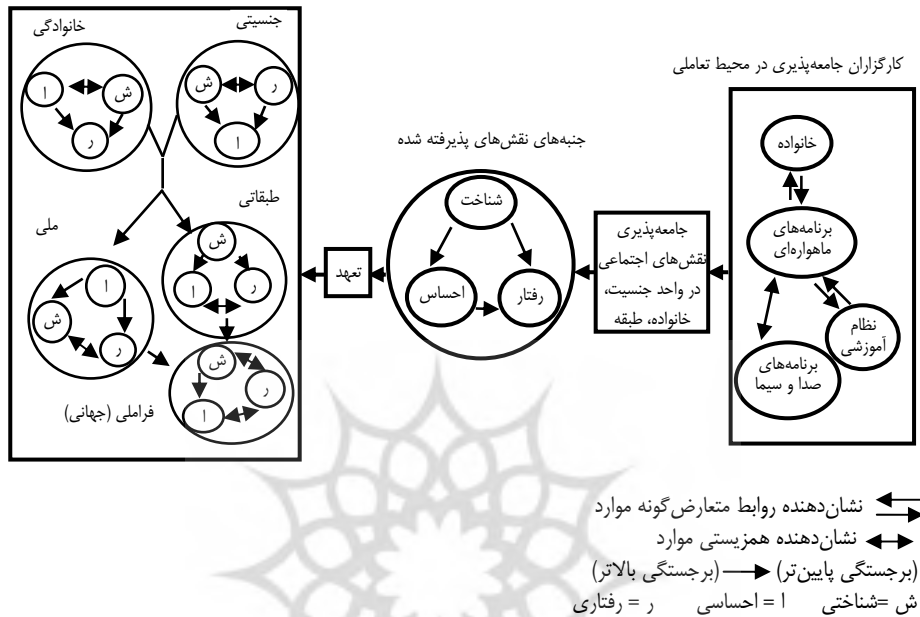 کارگزاران جامعه‌پذیری در محیط تعاملی
خانواده
برنامه‌های
ماهواره‌ای
نظام
آموزشی
برنامه‌های
صدا و سیما
جامعه‌پذیری
نقش‌های اجتماعی
در واحد جنسیت،
خانواده، طبقه
جنبه‌های نقش‌های پذیرفته شده
شناخت
رفتار
احساس
تعهد
جنسیتی
ر
ش
ا
خانوادگی
ش
ا
ر
طبقاتی
ش
ر
ا
ملی
ا
ش
ر
فراملی (جهانی)
ش
ر
ا
نشان‌دهنده روابط متعارض‌گونه موارد
نشان‌دهنده همزیستی موارد
(برجستگی پایین‌تر) (برجستگی بالاتر)
ش =شناختی ا = احساسی ر = رفتاری